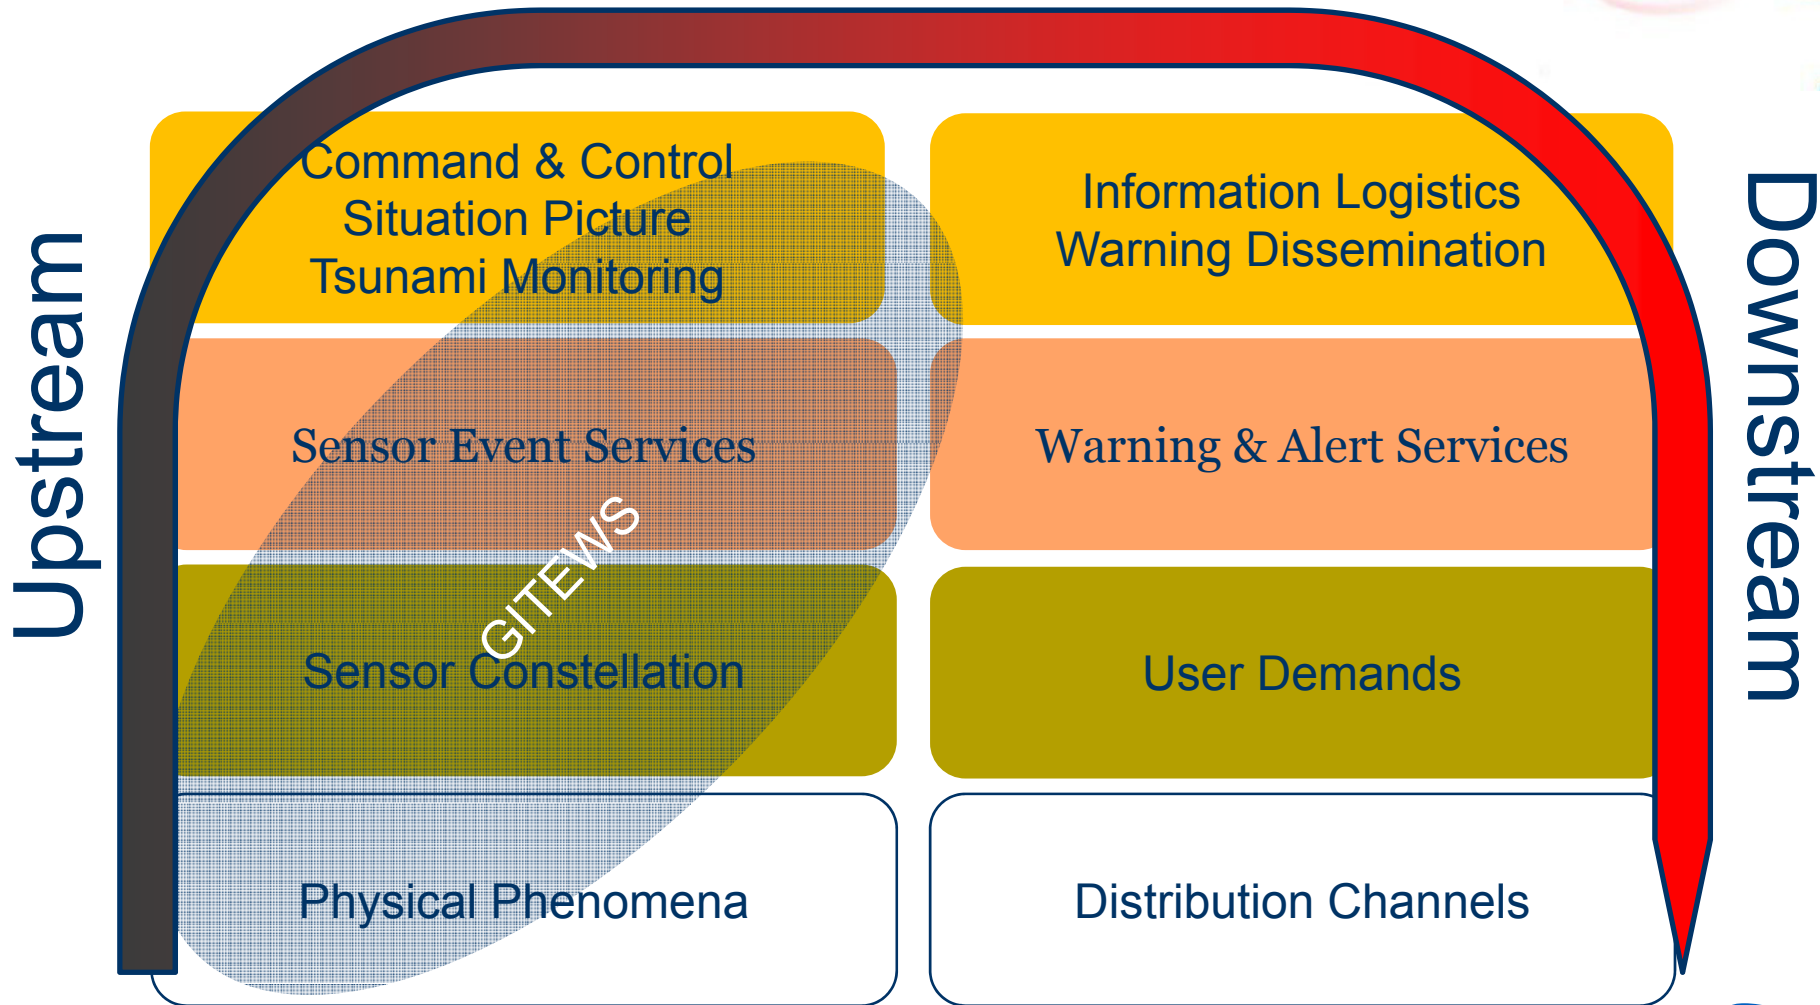 Upstream
Command & Control
Situation Picture
Tsunami Monitoring
Information Logistics
Warning Dissemination
Sensor Event Services
Warning & Alert Services
GITEWS
Sensor Constellation
User Demands
Physical Phenomena
Distribution Channels
Downstream